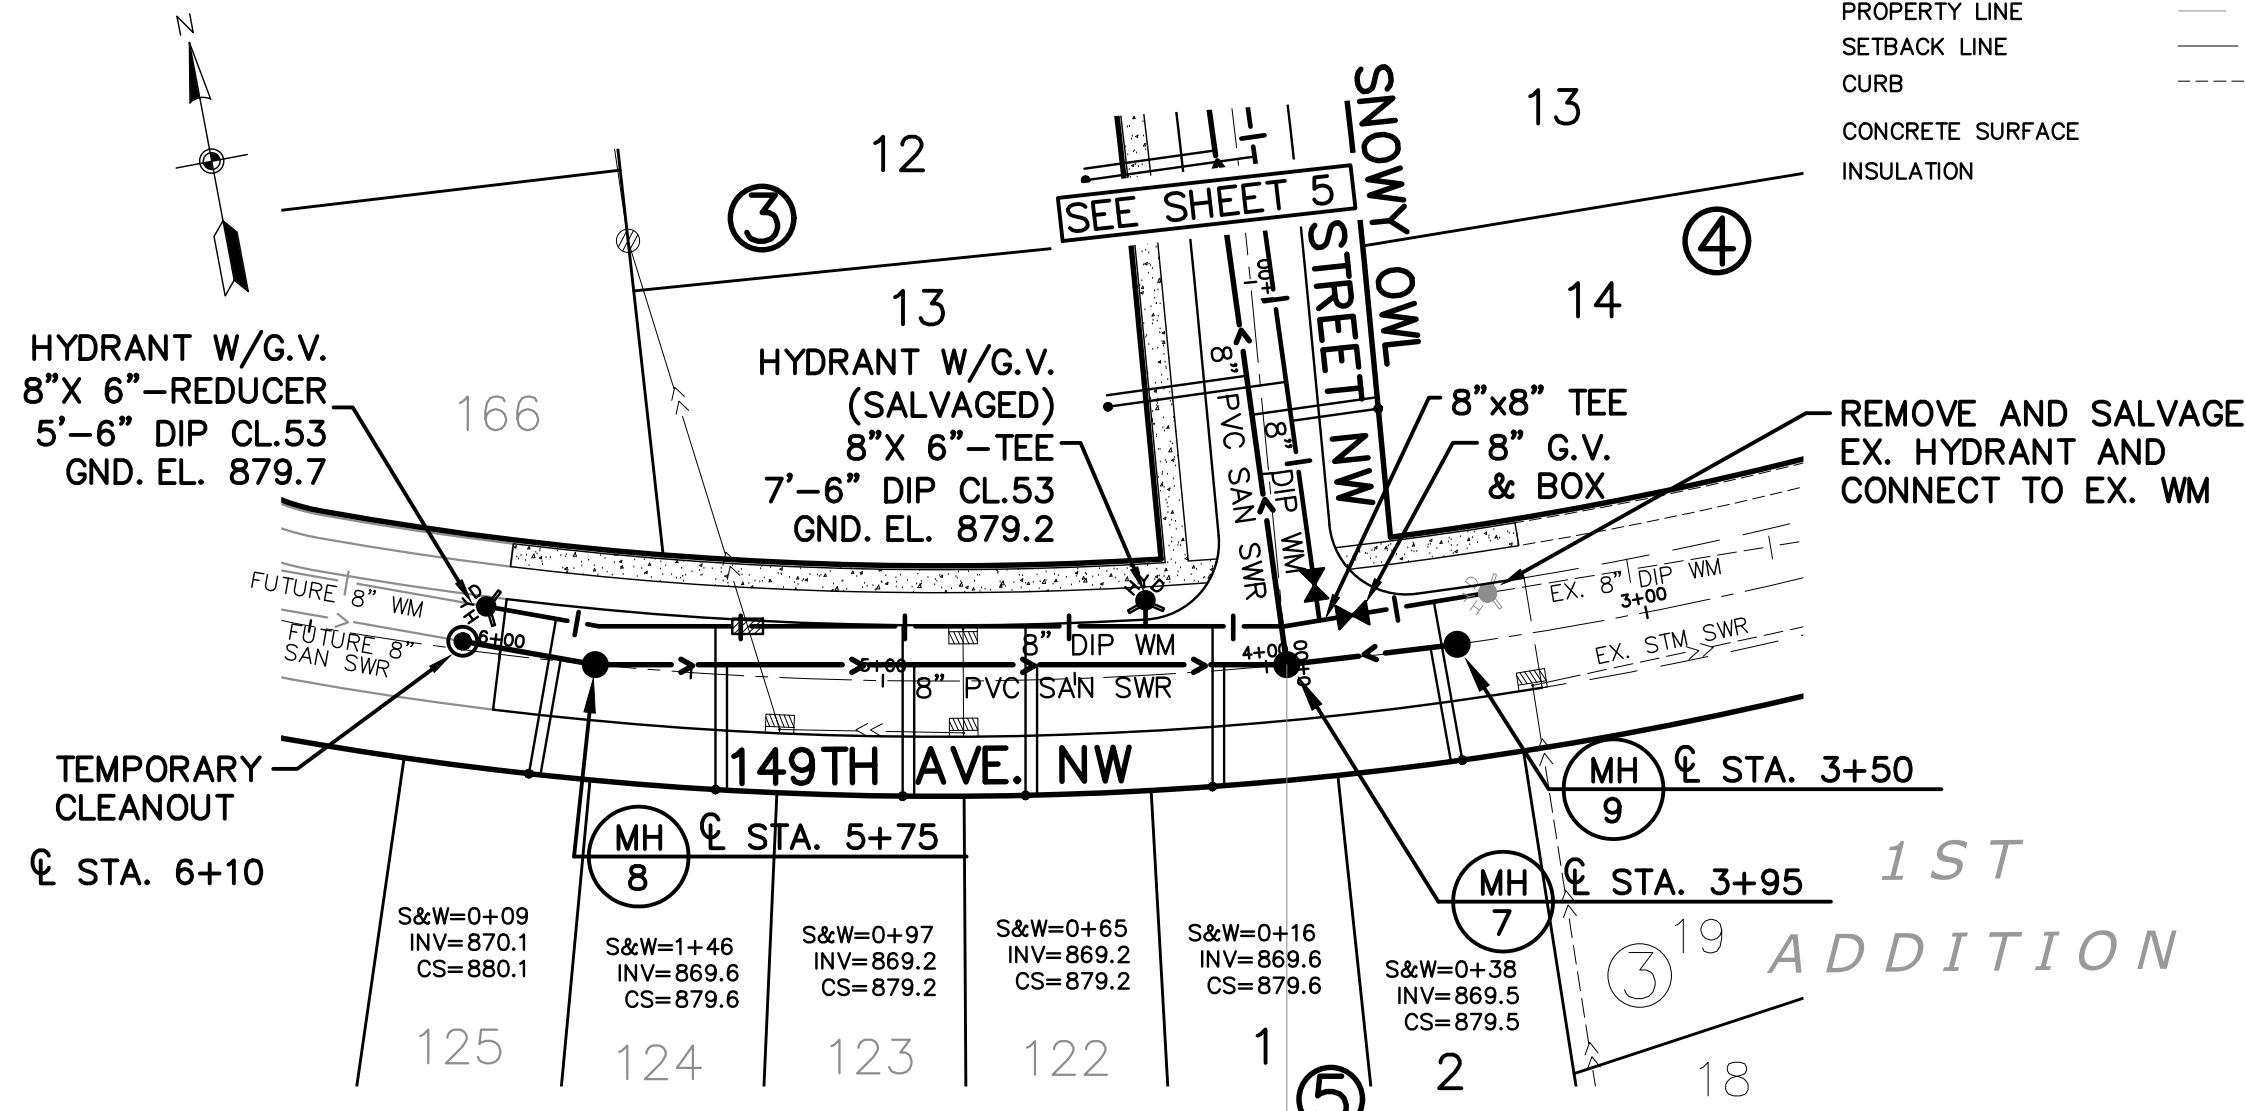 N
PROPERTY LINE
SETBACK LINE
CURB
CONCRETE SURFACE
INSULATION
12
13
3
SEE SHEET 5
SNOWY OWL
STREET NW
4
13
14
166
HYDRANT W/G.V.
8"X 6"-REDUCER
5'-6" DIP CL.53
GND. EL. 879.7
HYDRANT W/G.V.
(SALVAGED)
8"X 6"-TEE
7'-6" DIP CL.53
GND. EL. 879.2
8"x8" TEE
8" G.V.
& BOX
REMOVE AND SALVAGE
EX. HYDRANT AND
CONNECT TO EX. WM
+00
8" PVC SAN SWR
8" DIP WM
HYD
HYD
HYD
FUTURE 8" WM
FUTURE 8"
SAN SWR
6+00
5+00
4+00
0+00
3+00
8" DIP WM
8" PVC SAN SWR
EX. 8" DIP WM
EX. STM SWR
149TH AVE. NW
TEMPORARY
CLEANOUT
℄ STA. 6+10
MH
8
℄ STA. 5+75
MH
9
℄ STA. 3+50
MH
7
℄ STA. 3+95
S&W=0+09
INV=870.1
CS=880.1
125
S&W=1+46
INV=869.6
CS=879.6
124
S&W=0+97
INV=869.2
CS=879.2
123
S&W=0+65
INV=869.2
CS=879.2
122
S&W=0+16
INV=869.6
CS=879.6
1
S&W=0+38
INV=869.5
CS=879.5
2
5
3
19
18
1ST
ADDITION